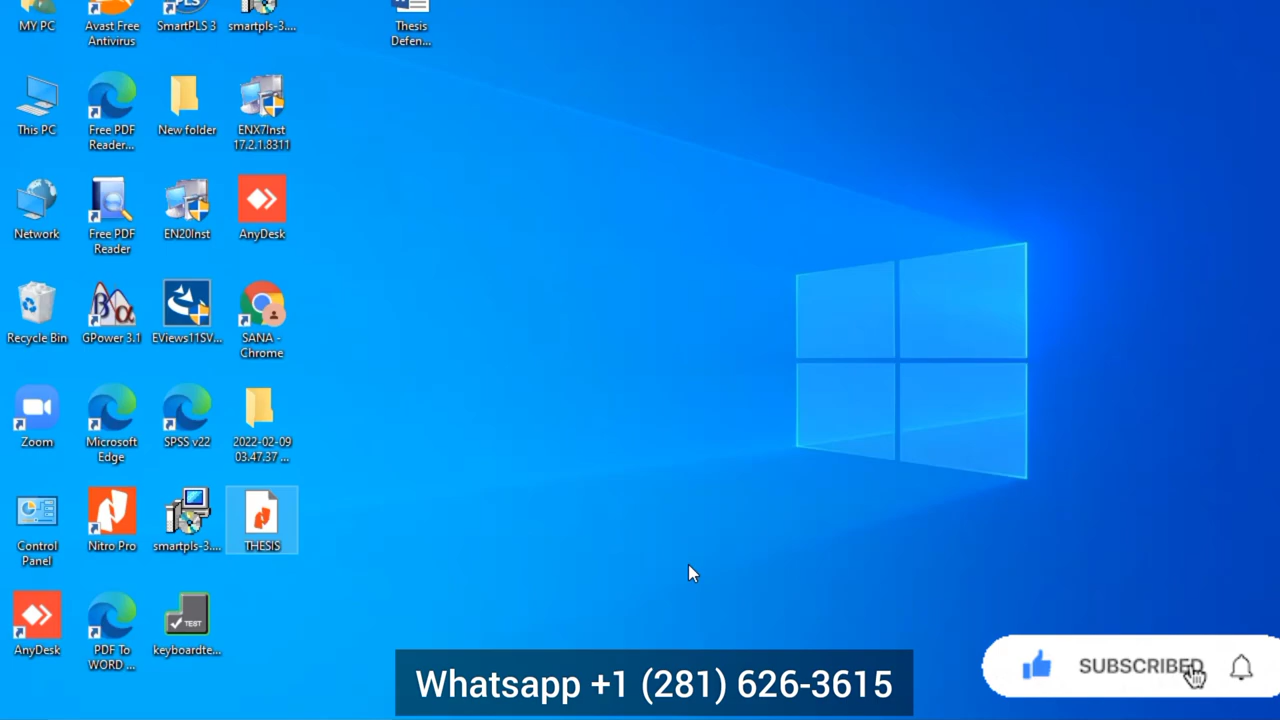 MY PC
Avast Free
Antivirus
SmartPLS 3
smartpls-3....
Thesis
Defen...
This PC
Free PDF
Reader...
New folder
ENX7Inst
17.2.1.8311
Network
Free PDF
Reader
EN20Inst
AnyDesk
Recycle Bin
GPower 3.1
EViews11SV...
SANA -
Chrome
Zoom
Microsoft
Edge
SPSS v22
2022-02-09
03.47.37 ...
Control
Panel
Nitro Pro
smartpls-3....
THESIS
AnyDesk
PDF To
WORD ...
TEST
keyboardte...
Whatsapp +1 (281) 626-3615
SUBSCRIBED